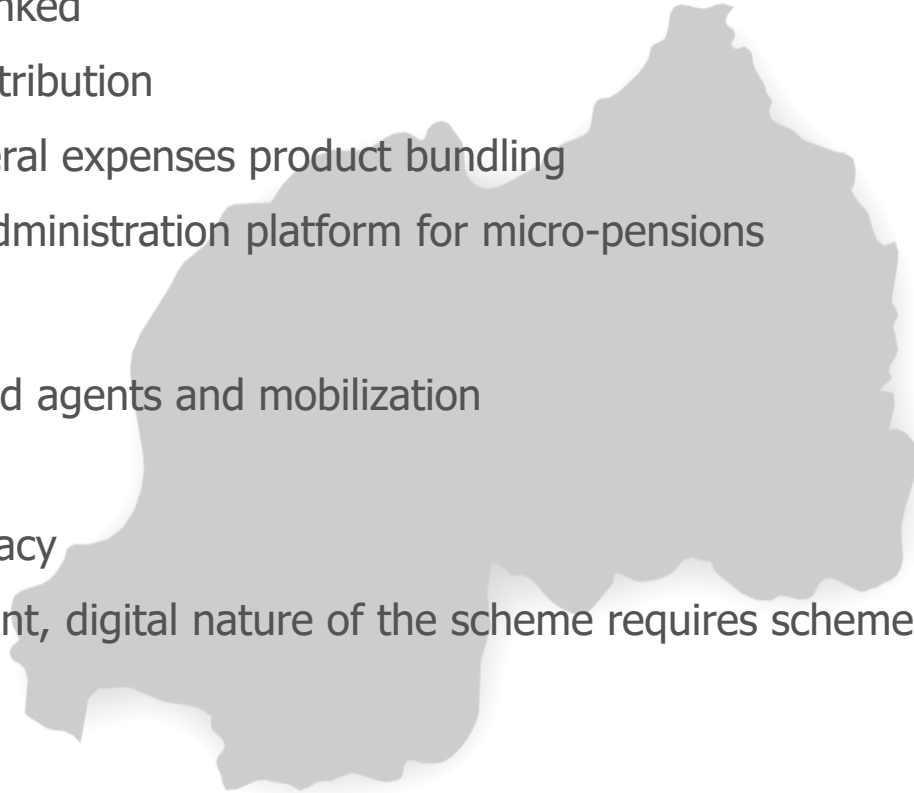 nked
tribution
eral expenses product bundling
dministration platform for micro-pensions
d agents and mobilization
acy
nt, digital nature of the scheme requires scheme